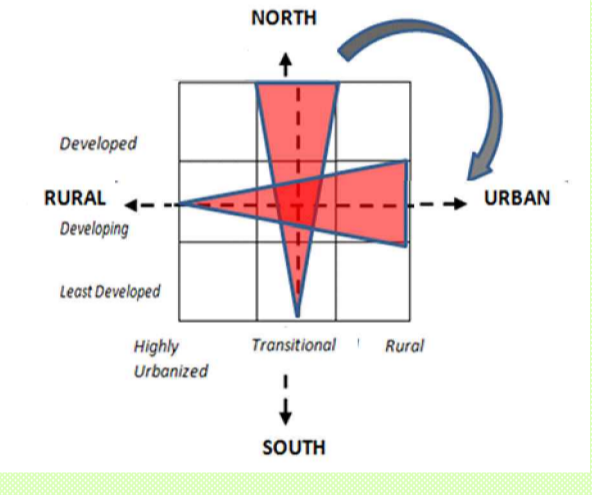 NORTH
Developed
RURAL
URBAN
Developing
Least Developed
Highly
Urbanized
Transitional
Rural
SOUTH